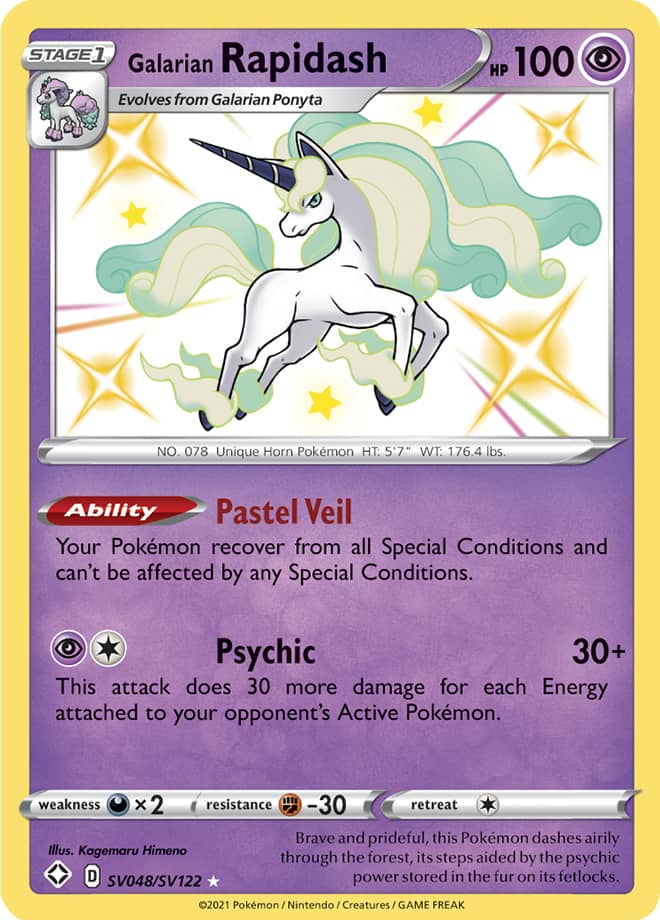 STAGE 1
Galarian Rapidash
HP 100
Evolves from Galarian Ponyta
NO. 078 Unique Horn Pokémon HT: 5'7" WT: 176.4 lbs.
Ability Pastel Veil
Your Pokémon recover from all Special Conditions and
can't be affected by any Special Conditions.
Psychic 30+
This attack does 30 more damage for each Energy
attached to your opponent's Active Pokémon.
weakness ×2 resistance -30 retreat
Illus. Kagemaru Himeno
D SV048/SV122
Brave and prideful, this Pokémon dashes airily
through the forest, its steps aided by the psychic
power stored in the fur on its fetlocks.
©2021 Pokémon / Nintendo / Creatures / GAME FREAK